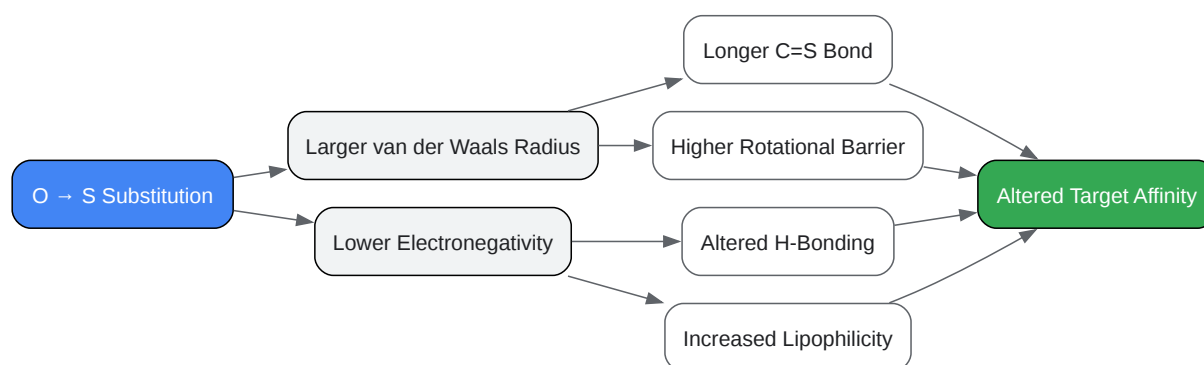 O → S Substitution
Larger van der Waals Radius
Lower Electronegativity
Longer C=S Bond
Higher Rotational Barrier
Altered H-Bonding
Increased Lipophilicity
Altered Target Affinity